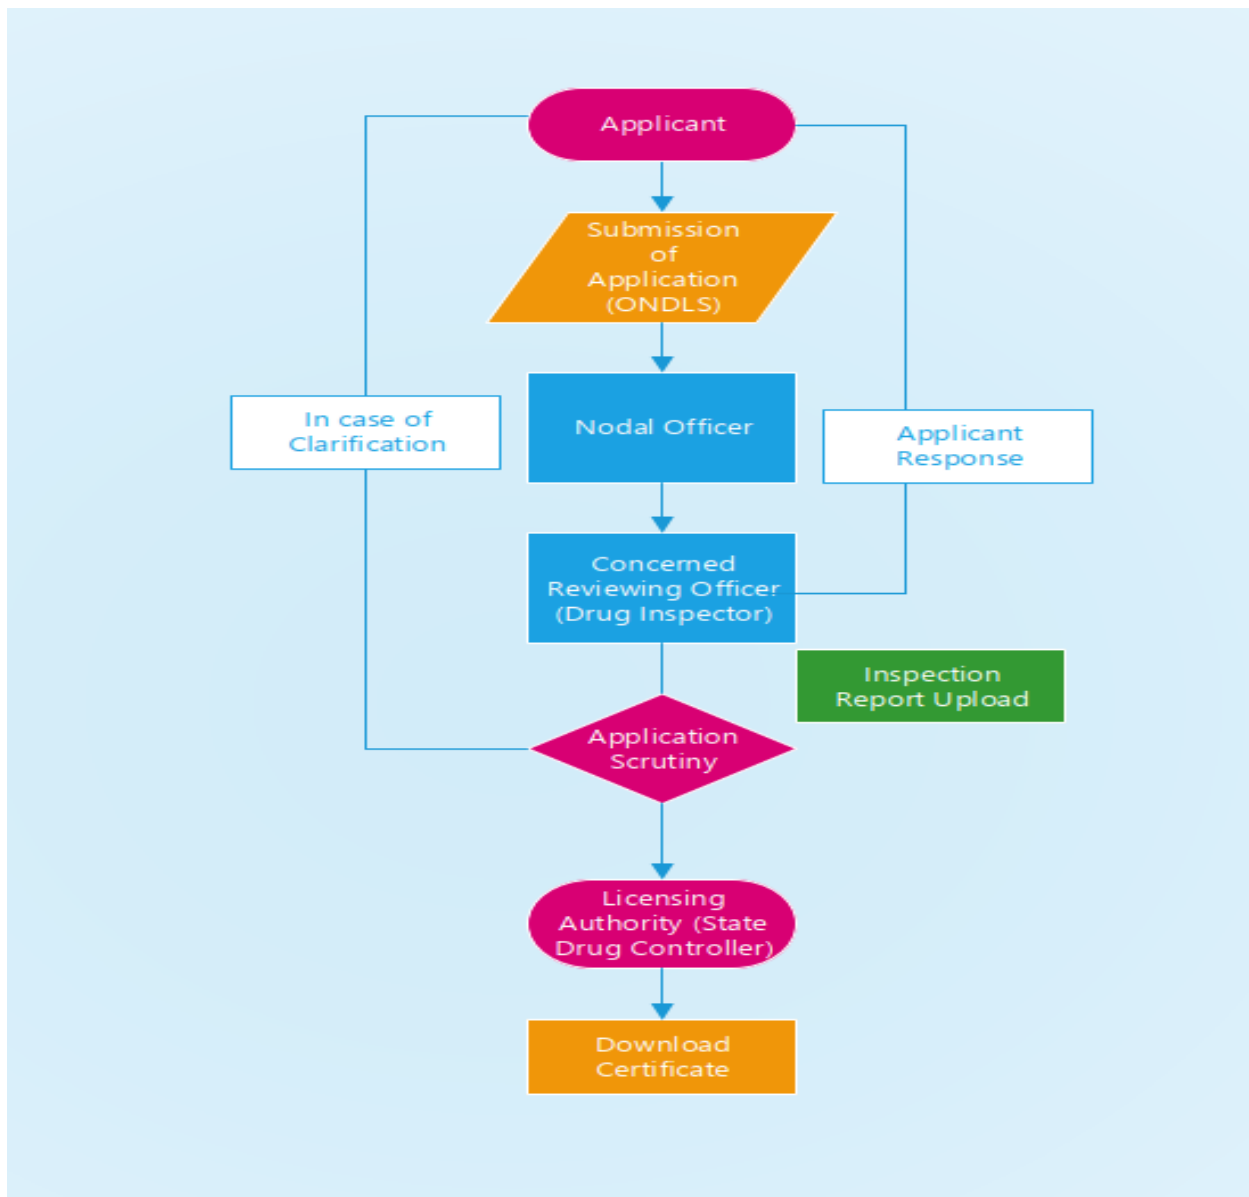 Applicant
Submission
of
Application
(ONDLS)
In case of
Clarification
Nodal Officer
Applicant
Response
Concerned
Reviewing Officer
(Drug Inspector)
Inspection
Report Upload
Application
Scrutiny
Licensing
Authority (State
Drug Controller)
Download
Certificate